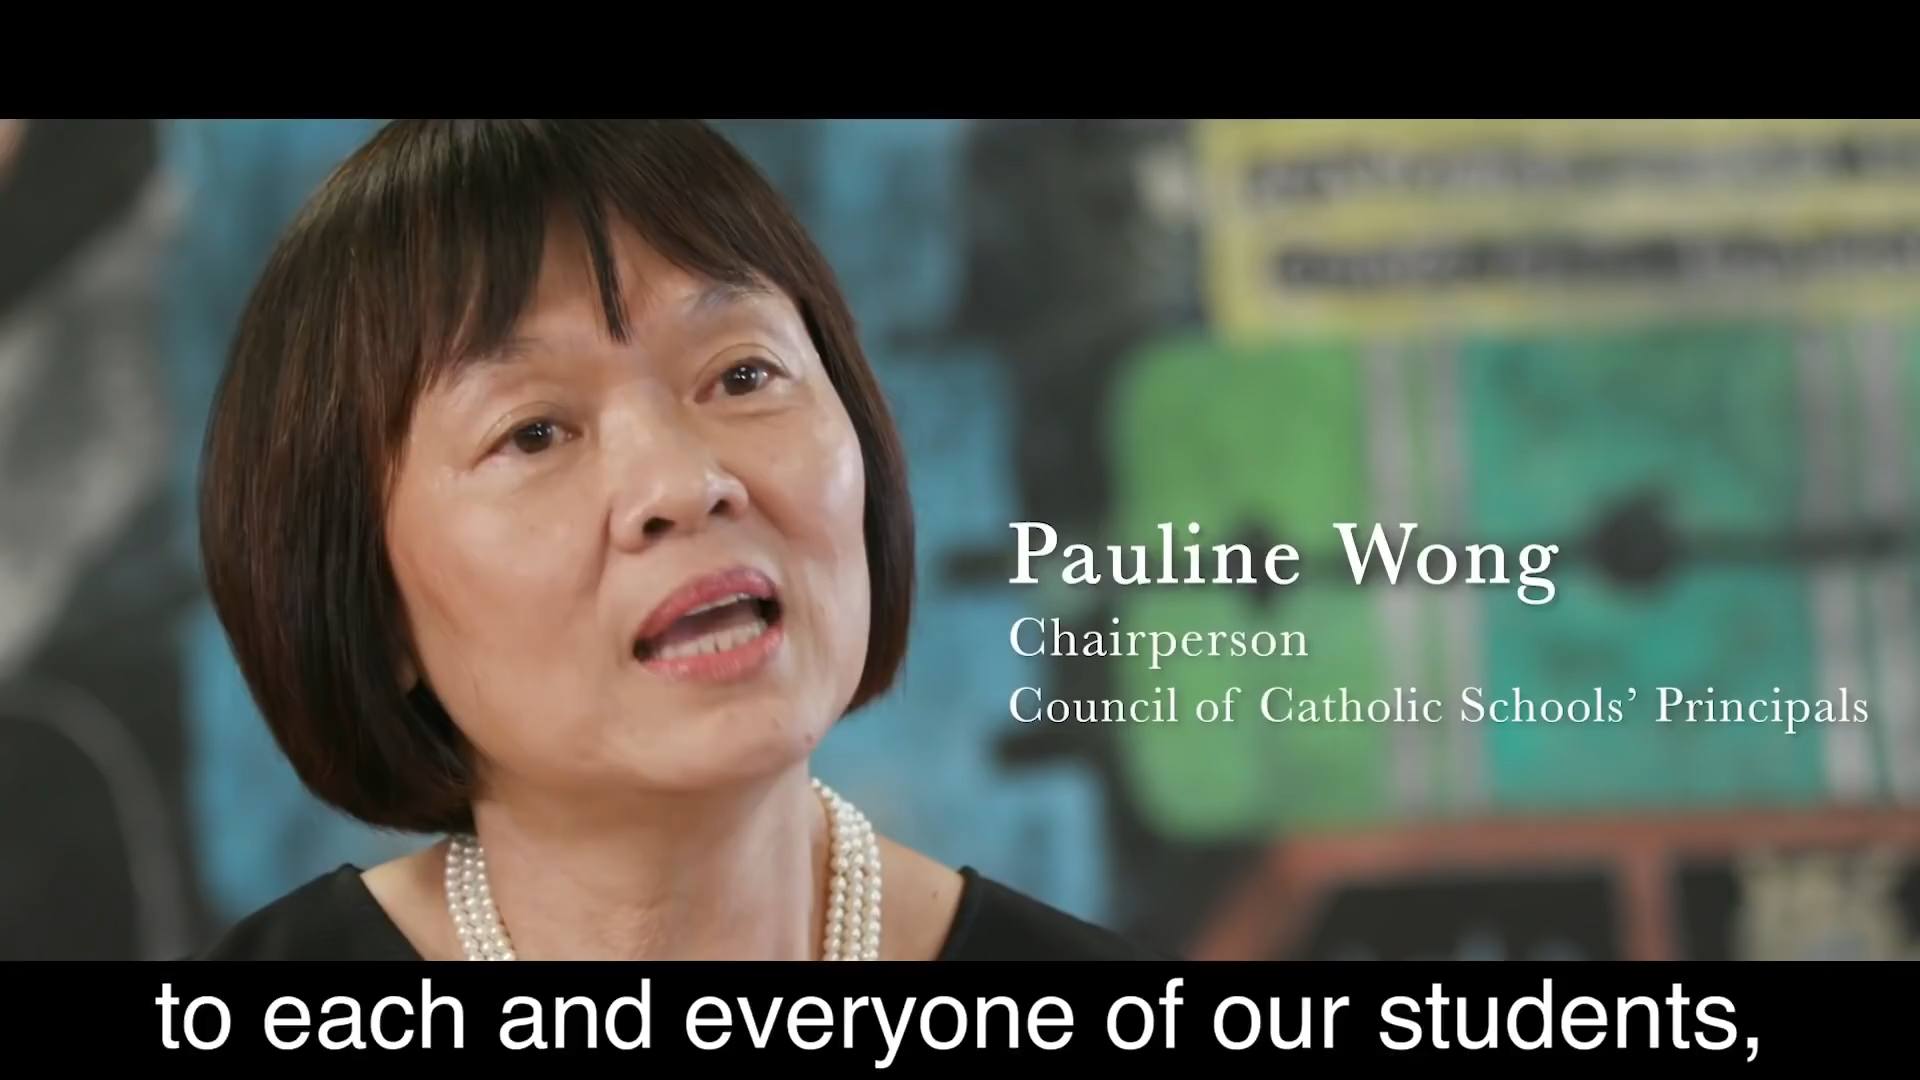 Pauline Wong
Chairperson
Council of Catholic Schools' Principals
to each and everyone of our students,